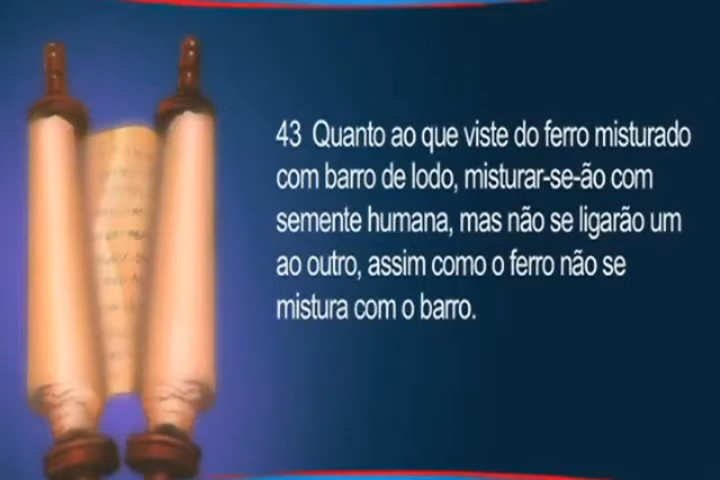 43 Quanto ao que viste do ferro misturado
com barro de lodo, misturar-se-ão com
semente humana, mas não se ligarão um
ao outro, assim como o ferro não se
mistura com o barro.